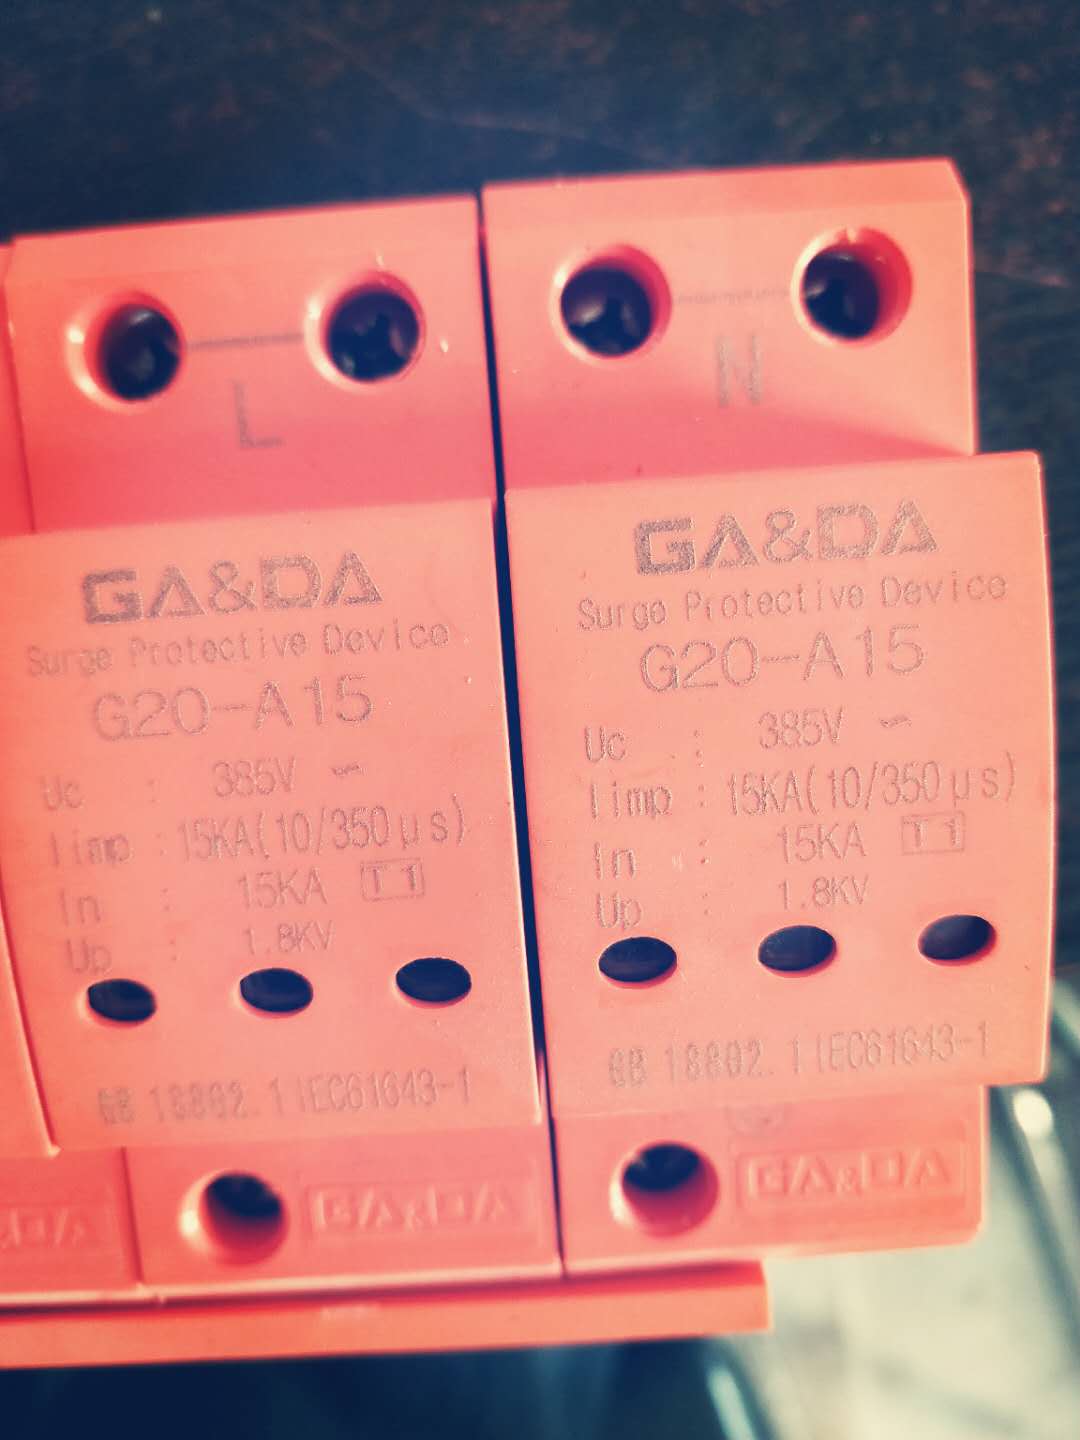 L
GA&DA
Surge Protective Device
G20-A15
Uc : 385V ~
Iimp : 15KA(10/350μs)
In : 15KA T1
Up : 1.8KV
GB 18802.1 IEC61643-1
GA&DA
N
GA&DA
Surge Protective Device
G20-A15
Uc : 385V ~
Iimp : 15KA(10/350μs)
In : 15KA T1
Up : 1.8KV
GB 18802.1 IEC61643-1
GA&DA
&DA